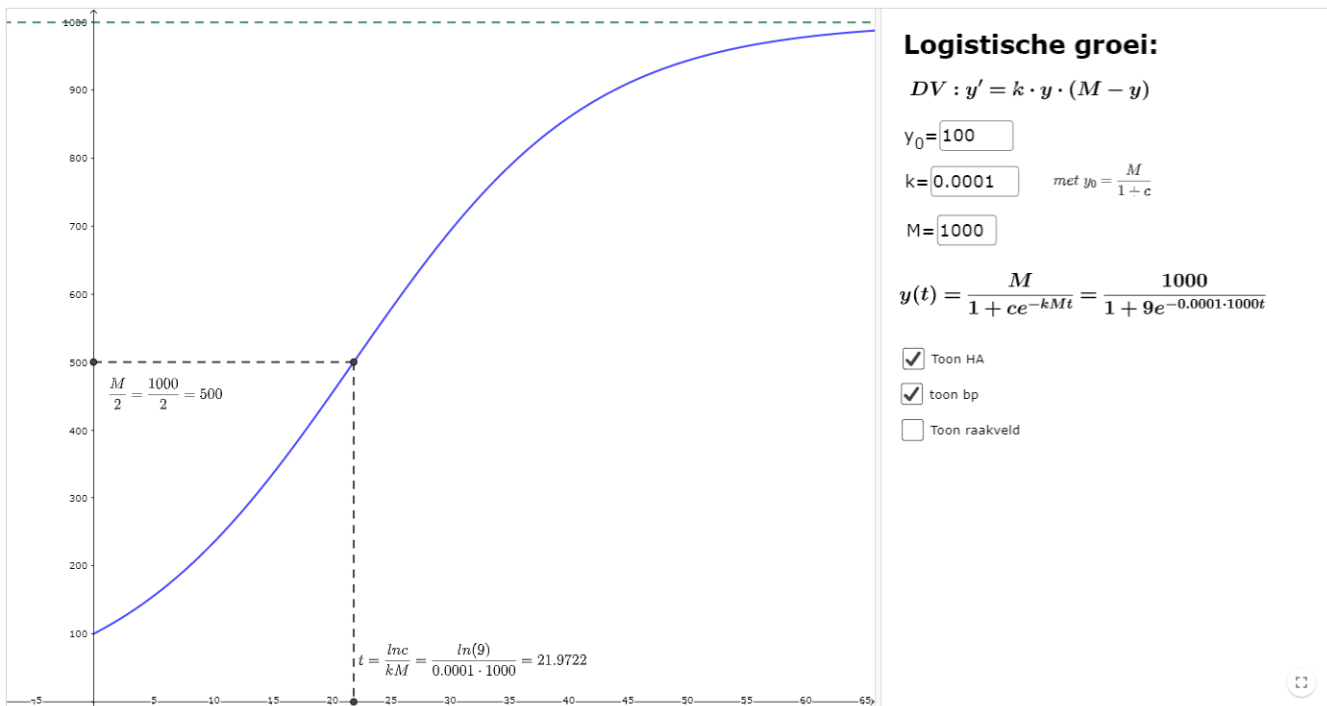 1000
900
800
700
600
500
400
300
200
100
M/2 = 1000/2 = 500
t = lnc/kM = ln(9)/(0.0001 · 1000) = 21.9722
-5 5 10 15 20 25 30 35 40 45 50 55 60 65
Logistische groei:
DV : y′ = k · y · (M − y)
y₀= 100
k= 0.0001 met y₀ = M/(1 + c)
M= 1000
y(t) = M/(1 + ce^(−kMt)) = 1000/(1 + 9e^(−0.0001·1000t))
Toon HA
toon bp
Toon raakveld